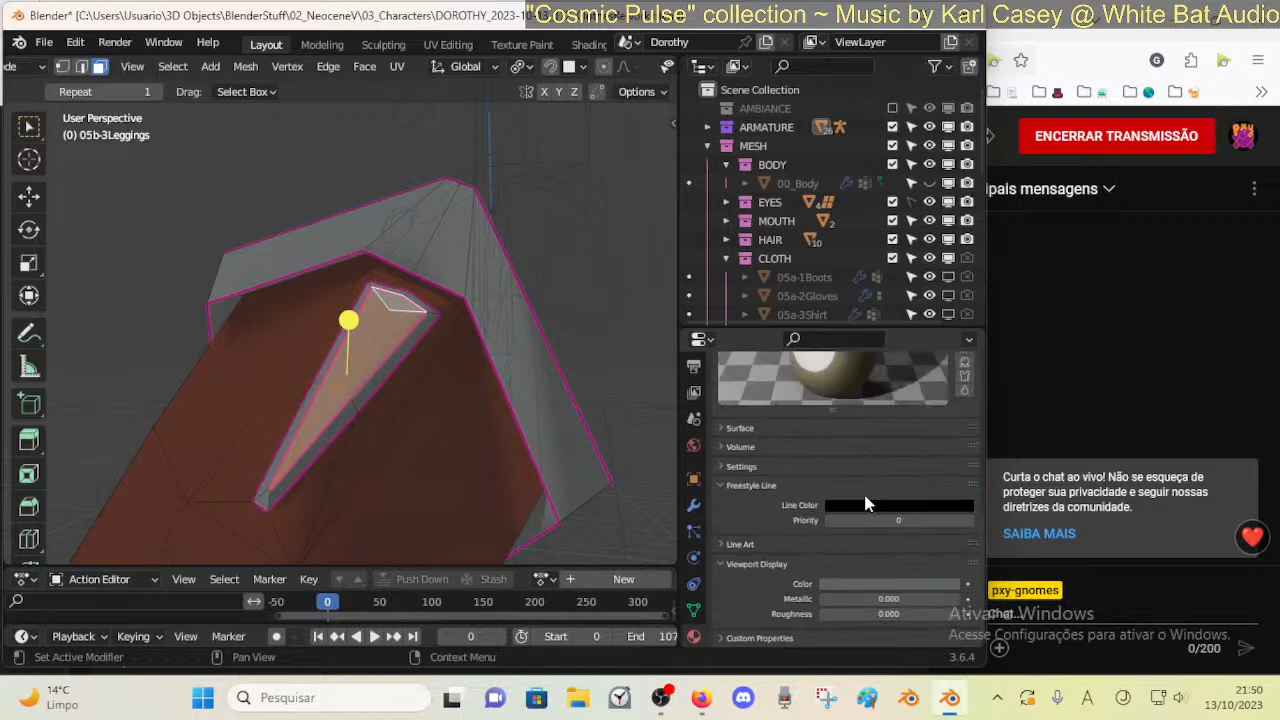 Blender* [C:\Users\Usuario\3D Objects\BlenderStuff\02_NeoceneV\03_Characters\DOROTHY_2023-10-
"Cosmic Pulse" collection ~ Music by Karl Casey @ White Bat Audio
File Edit Render Window Help Layout Modeling Sculpting UV Editing Texture Paint Shading Dorothy ViewLayer
de View Select Add Mesh Vertex Edge Face UV Global
Repeat 1 Drag: Select Box X Y Z Options
User Perspective
(0) 05b-3Leggings
Scene Collection
AMBIANCE
ARMATURE 26
MESH
BODY
00_Body
EYES 4
MOUTH 2
HAIR 10
CLOTH
05a-1Boots
05a-2Gloves
05a-3Shirt
Surface
Volume
Settings
Freestyle Line
Line Color
Priority 0
Line Art
Viewport Display
Color
Metallic 0.000
Roughness 0.000
Custom Properties
Action Editor View Select Marker Key Push Down Stash New
-50 0 50 100 150 200 250 300
Playback Keying View Marker 0 Start 0 End 107
Set Active Modifier Pan View Context Menu 3.6.4
G
ENCERRAR TRANSMISSÃO
ipais mensagens
Curta o chat ao vivo! Não se esqueça de
proteger sua privacidade e seguir nossas
diretrizes da comunidade.
SAIBA MAIS
pxy-gnomes
Chat...
Ativar o Windows
Acesse Configurações para ativar o Windows.
0/200
14°C
Limpo
Pesquisar
21:50
13/10/2023